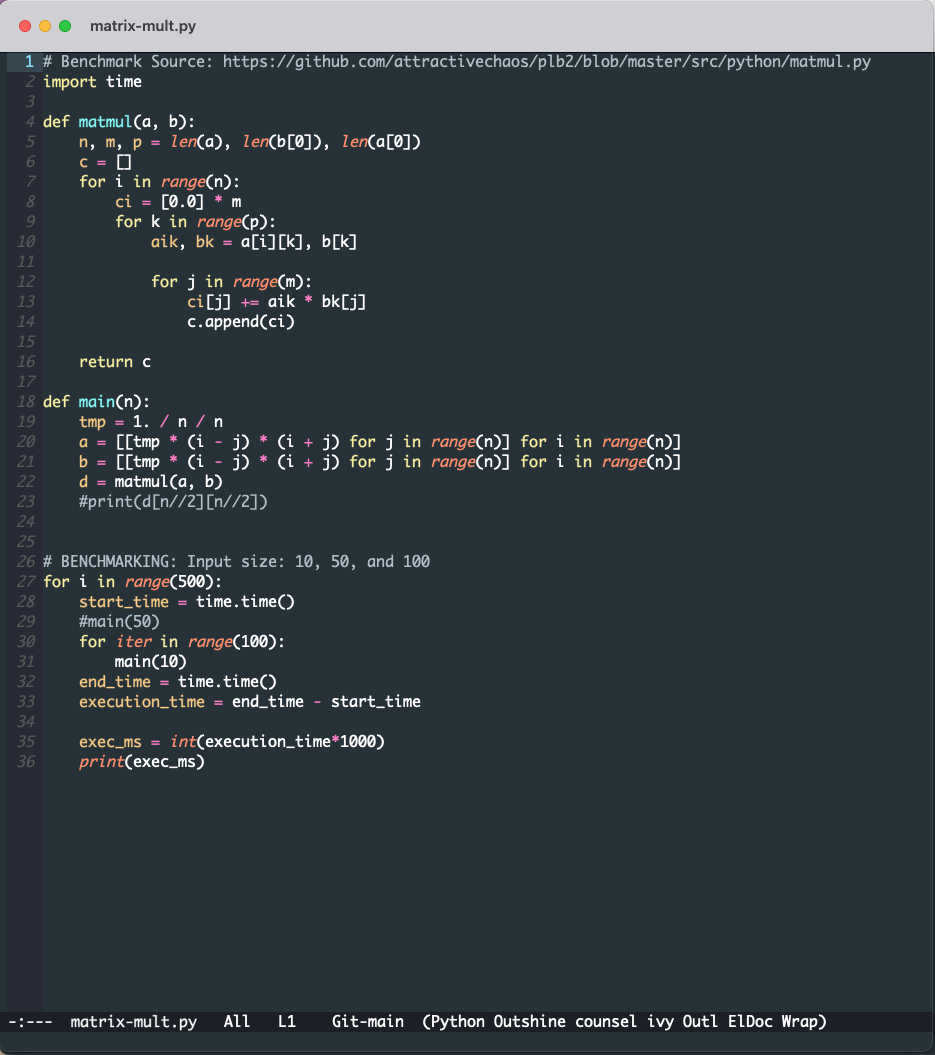 matrix-mult.py
1 # Benchmark Source: https://github.com/attractivechaos/plb2/blob/master/src/python/matmul.py
2 import time
3
4 def matmul(a, b):
5     n, m, p = len(a), len(b[0]), len(a[0])
6     c = []
7     for i in range(n):
8         ci = [0.0] * m
9         for k in range(p):
10             aik, bk = a[i][k], b[k]
11
12             for j in range(m):
13                 ci[j] += aik * bk[j]
14                 c.append(ci)
15
16     return c
17
18 def main(n):
19     tmp = 1. / n / n
20     a = [[tmp * (i - j) * (i + j) for j in range(n)] for i in range(n)]
21     b = [[tmp * (i - j) * (i + j) for j in range(n)] for i in range(n)]
22     d = matmul(a, b)
23     #print(d[n//2][n//2])
24
25
26 # BENCHMARKING: Input size: 10, 50, and 100
27 for i in range(500):
28     start_time = time.time()
29     #main(50)
30     for iter in range(100):
31         main(10)
32     end_time = time.time()
33     execution_time = end_time - start_time
34
35     exec_ms = int(execution_time*1000)
36     print(exec_ms)
-:---  matrix-mult.py   All   L1    Git-main  (Python Outshine counsel ivy Outl ElDoc Wrap)